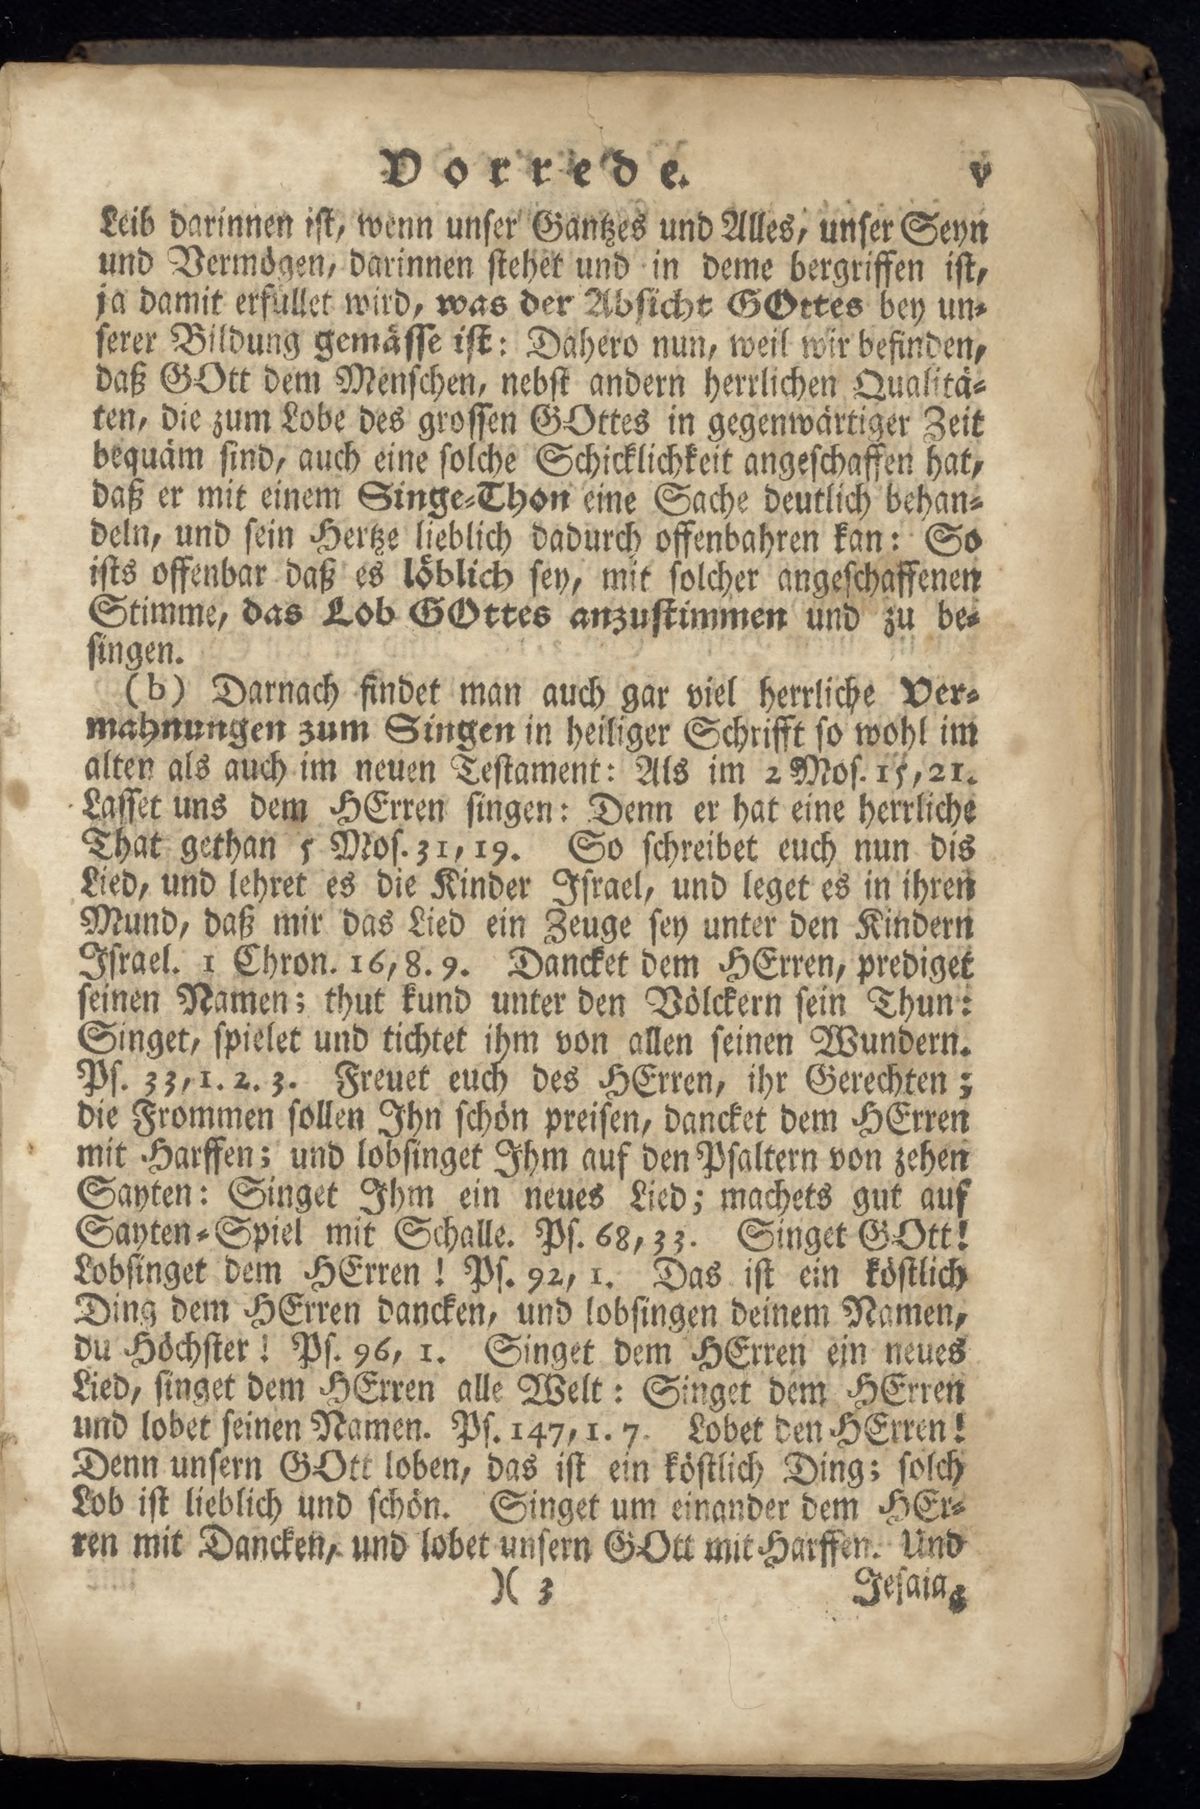 Vorrede. v
Leib darinnen ist, wenn unser Gantzes und Alles, unser Seyn
und Vermögen, darinnen stehet und in deme bergriffen ist,
ja damit erfüllet wird, was der Absicht GOttes bey un-
serer Bildung gemässe ist: Dahero nun, weil wir befinden,
daß GOtt dem Menschen, nebst andern herrlichen Qualitä-
ten, die zum Lobe des grossen GOttes in gegenwärtiger Zeit
bequäm sind, auch eine solche Schicklichkeit angeschaffen hat,
daß er mit einem Singe-Thon eine Sache deutlich behan-
deln, und sein Hertze lieblich dadurch offenbahren kan: So
ists offenbar daß es löblich sey, mit solcher angeschaffenen
Stimme, das Lob GOttes anzustimmen und zu be-
singen.
(b) Darnach findet man auch gar viel herrliche Ver-
mahnungen zum Singen in heiliger Schrifft so wohl im
alten als auch im neuen Testament: Als im 2 Mos. 15, 21.
Lasset uns dem HErren singen: Denn er hat eine herrliche
That gethan 5 Mos. 31, 19. So schreibet euch nun dis
Lied, und lehret es die Kinder Israel, und leget es in ihren
Mund, daß mir das Lied ein Zeuge sey unter den Kindern
Israel. 1 Chron. 16, 8. 9. Dancket dem HErren, prediget
seinen Namen; thut kund unter den Völckern sein Thun:
Singet, spielet und tichtet ihm von allen seinen Wundern.
Ps. 33, 1. 2. 3. Freuet euch des HErren, ihr Gerechten;
die Frommen sollen Ihn schön preisen, dancket dem HErren
mit Harffen; und lobsinget Ihm auf den Psaltern von zehen
Sayten: Singet Ihm ein neues Lied; machets gut auf
Sayten-Spiel mit Schalle. Ps. 68, 33. Singet GOtt!
Lobsinget dem HErren! Ps. 92, 1. Das ist ein köstlich
Ding dem HErren dancken, und lobsingen deinem Namen,
du Höchster! Ps. 96, 1. Singet dem HErren ein neues
Lied, singet dem HErren alle Welt: Singet dem HErren
und lobet seinen Namen. Ps. 147, 1. 7. Lobet den HErren!
Denn unsern GOtt loben, das ist ein köstlich Ding; solch
Lob ist lieblich und schön. Singet um einander dem HEr-
ren mit Dancken, und lobet unsern GOtt mit Harffen. Und
)( 3 Jesaia,